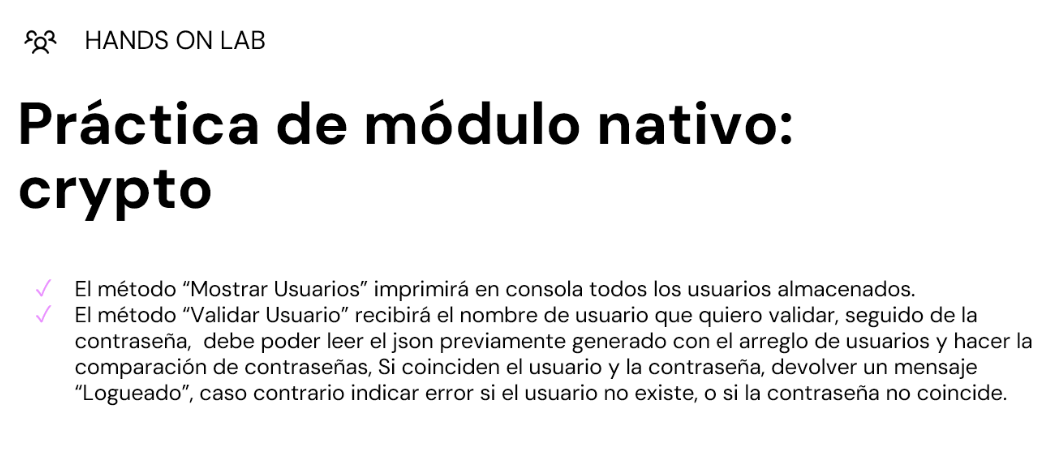 HANDS ON LAB
Práctica de módulo nativo:
crypto
El método “Mostrar Usuarios” imprimirá en consola todos los usuarios almacenados.
El método “Validar Usuario” recibirá el nombre de usuario que quiero validar, seguido de la
contraseña,  debe poder leer el json previamente generado con el arreglo de usuarios y hacer la
comparación de contraseñas, Si coinciden el usuario y la contraseña, devolver un mensaje
“Logueado”, caso contrario indicar error si el usuario no existe, o si la contraseña no coincide.